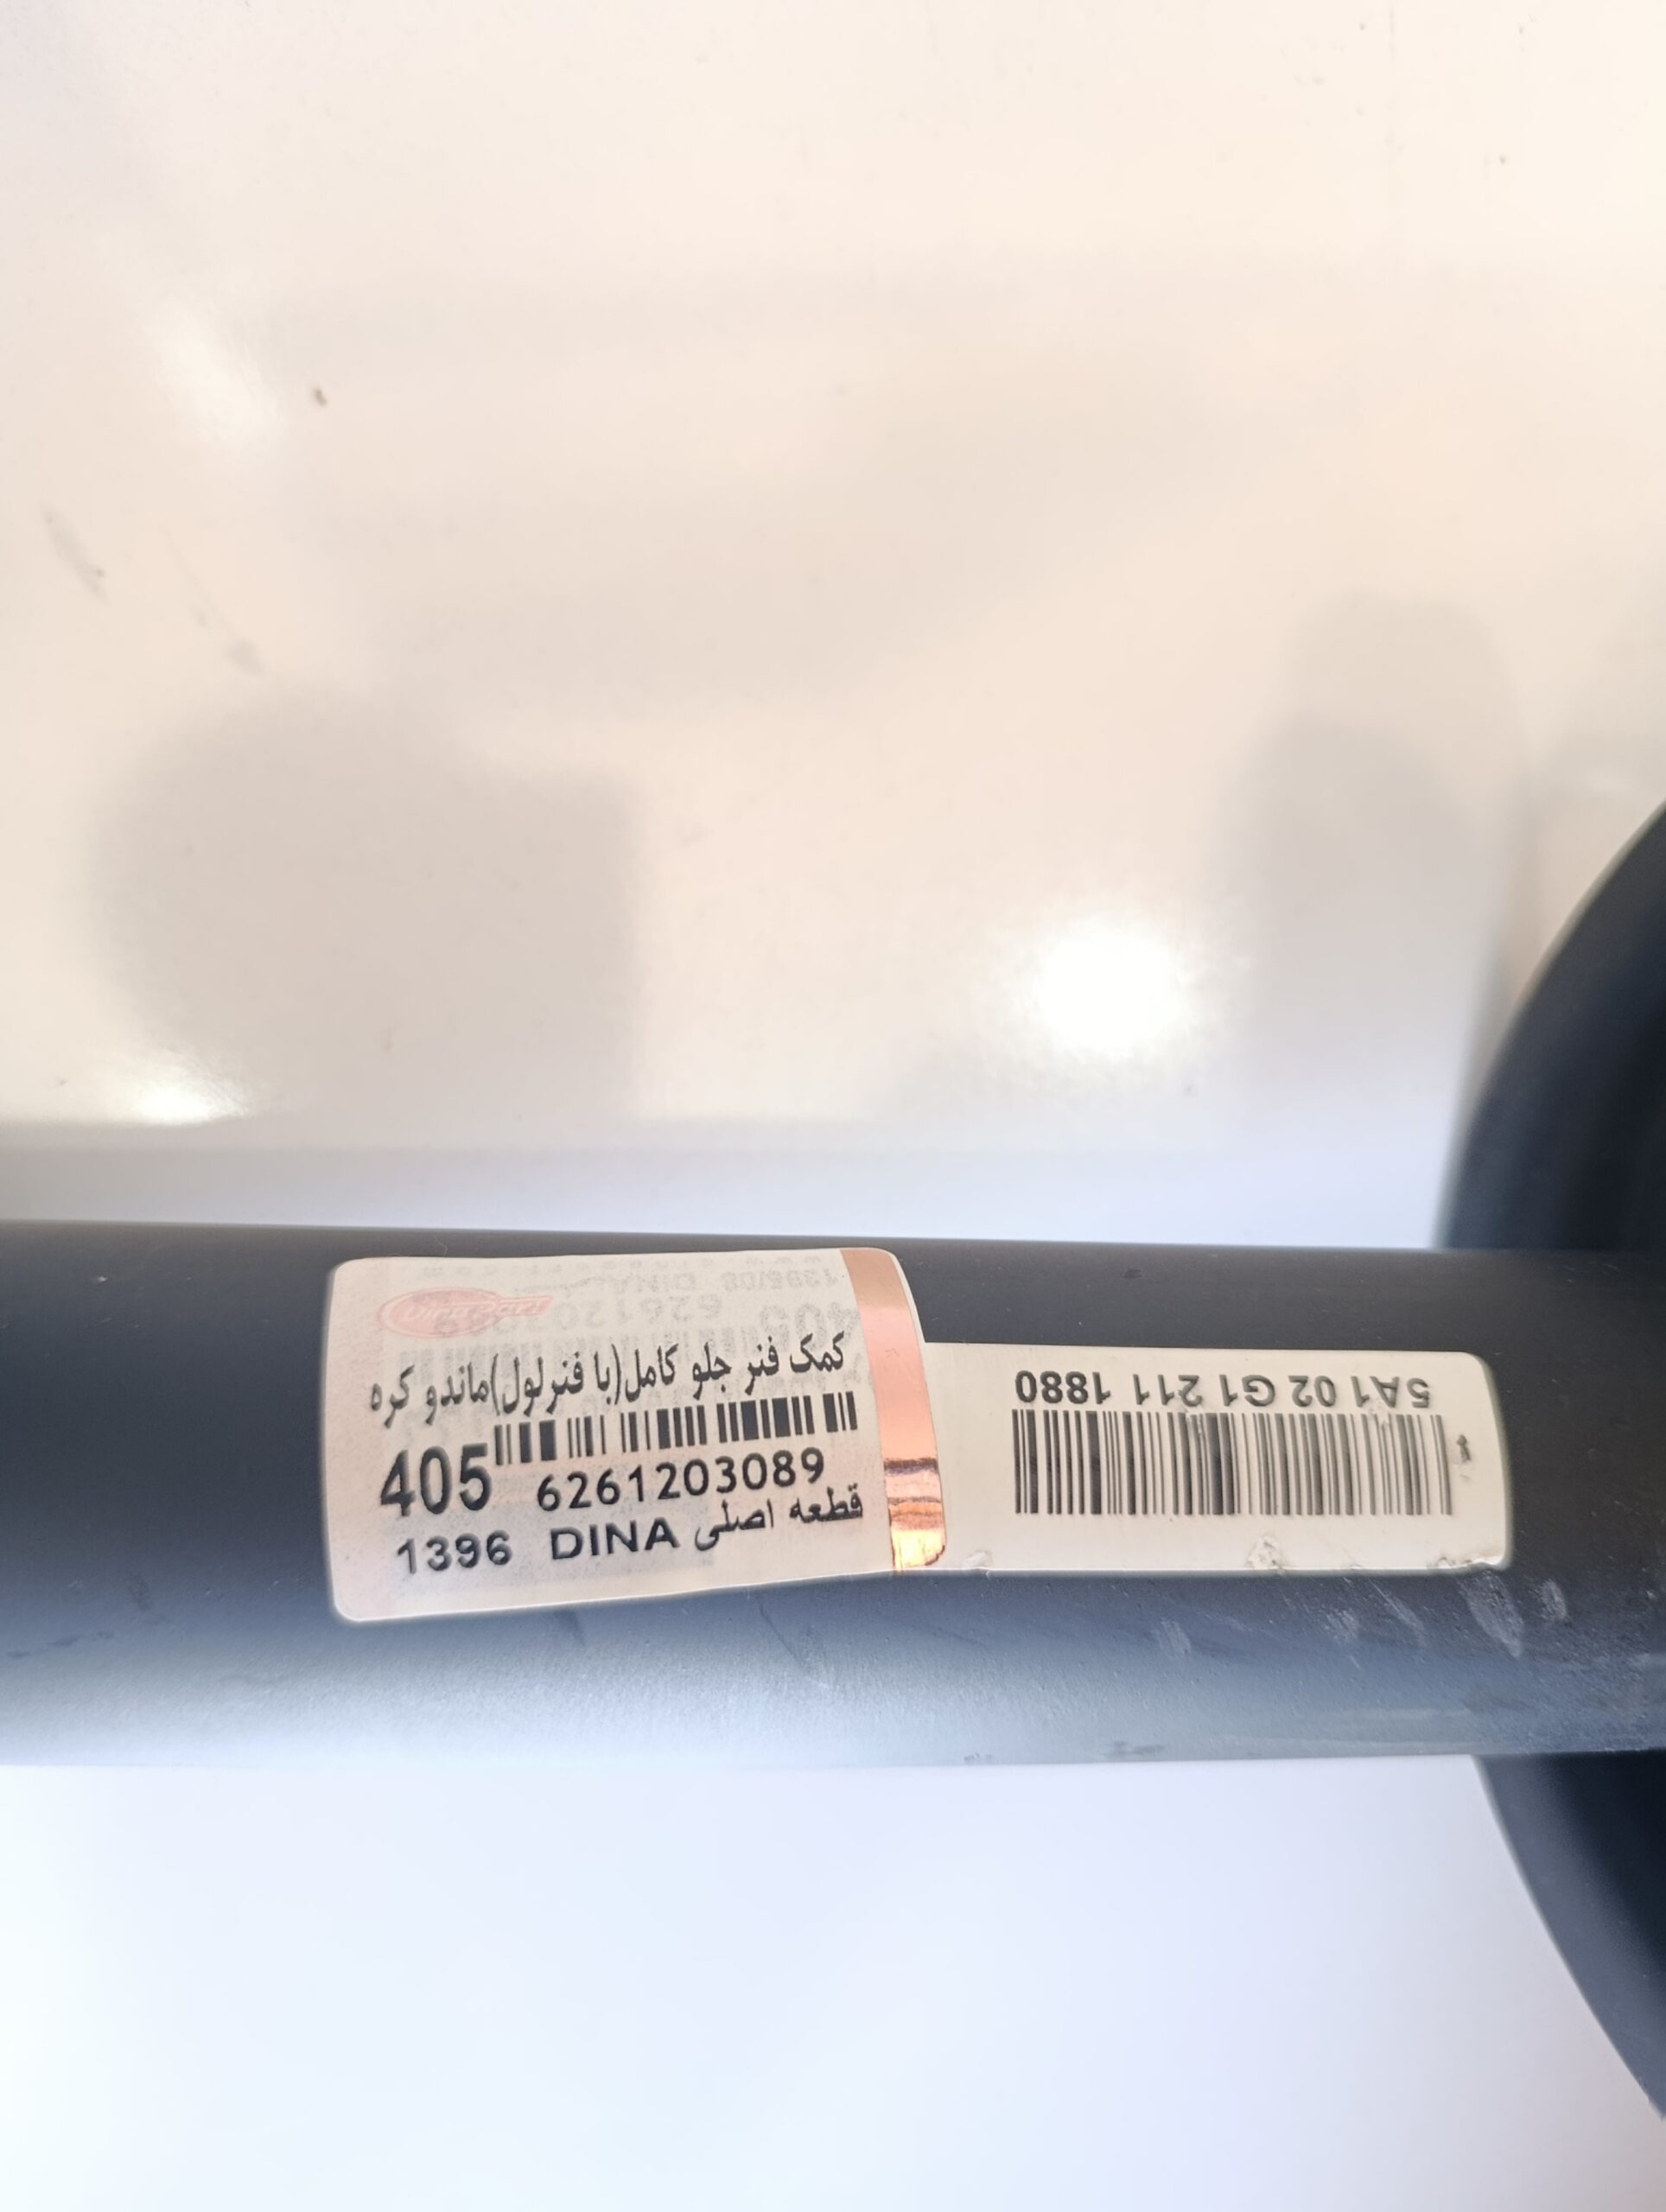 کمک فنر جلو کامل(با فنرلول)ماندو کره
405
6261203089
قطعه اصلی DINA 1396
5A1 02 G1 211 1880